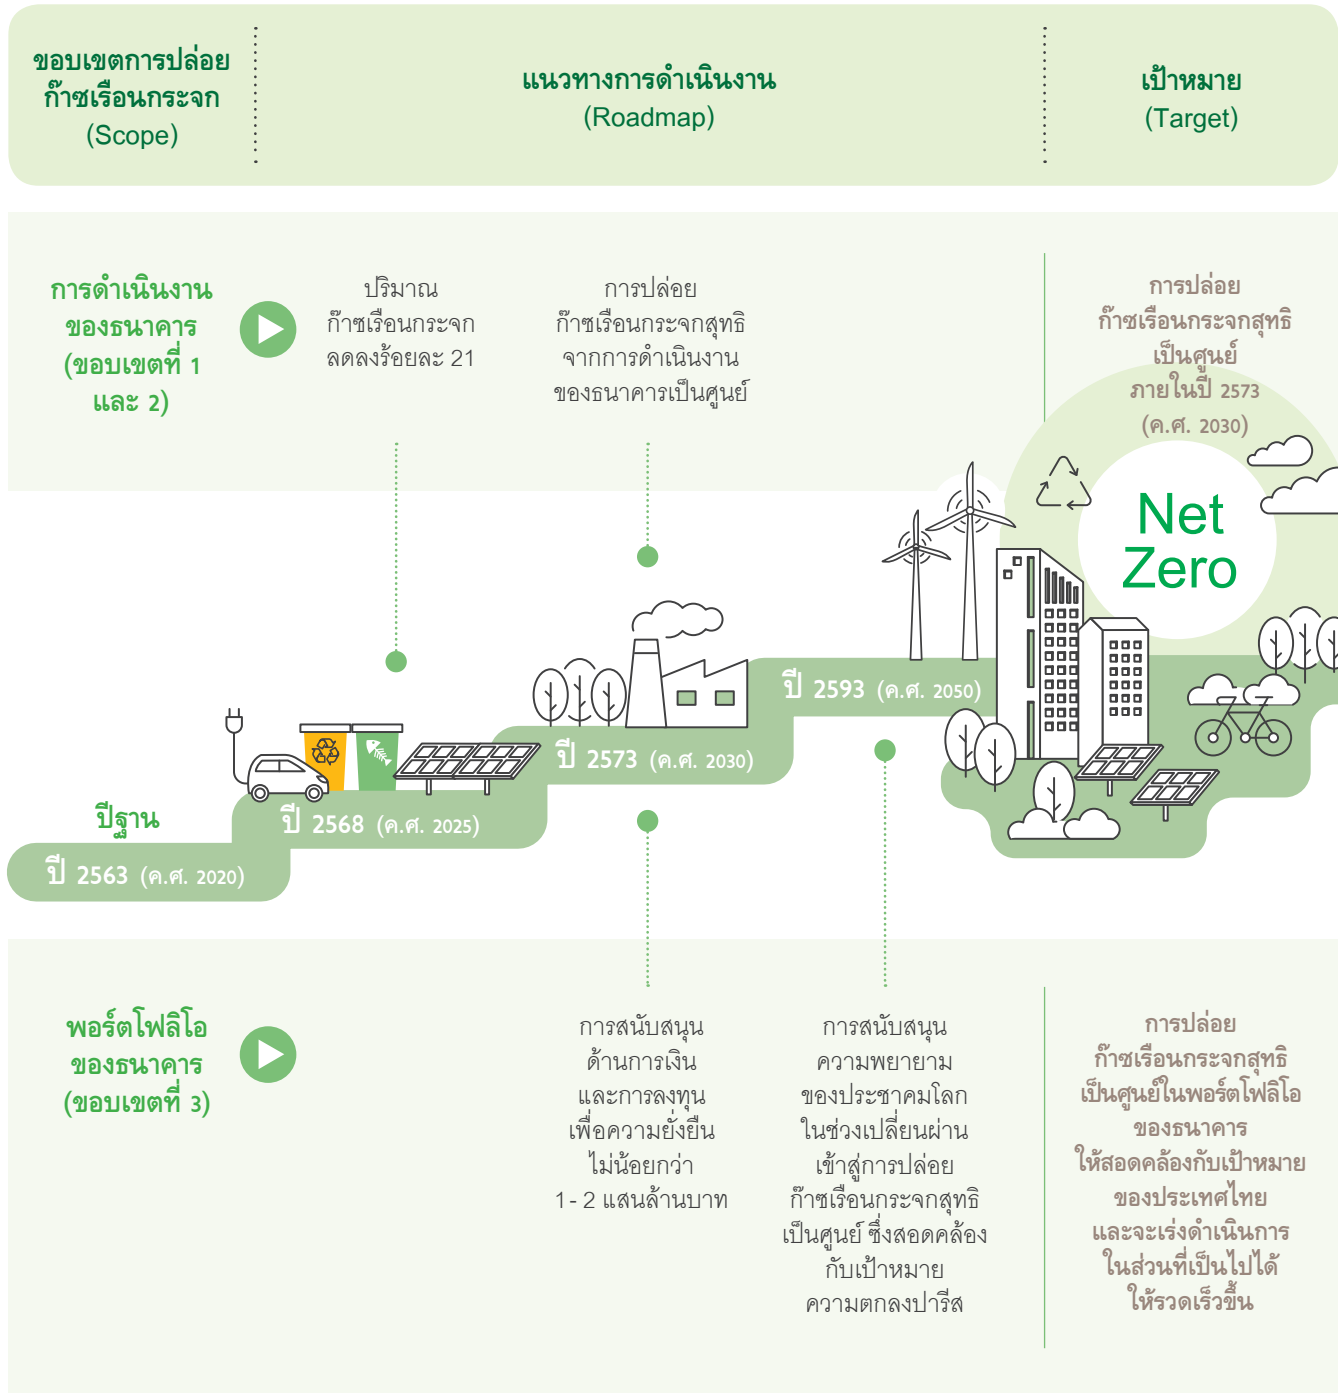 ขอบเขตการปล่อย
ก๊าซเรือนกระจก
(Scope)
แนวทางการดำเนินงาน
(Roadmap)
เป้าหมาย
(Target)
การดำเนินงาน
ของธนาคาร
(ขอบเขตที่ 1
และ 2)
ปริมาณ
ก๊าซเรือนกระจก
ลดลงร้อยละ 21
การปล่อย
ก๊าซเรือนกระจกสุทธิ
จากการดำเนินงาน
ของธนาคารเป็นศูนย์
การปล่อย
ก๊าซเรือนกระจกสุทธิ
เป็นศูนย์
ภายในปี 2573
(ค.ศ. 2030)
Net
Zero
ปี 2593 (ค.ศ. 2050)
ปี 2573 (ค.ศ. 2030)
ปี 2568 (ค.ศ. 2025)
ปีฐาน
ปี 2563 (ค.ศ. 2020)
พอร์ตโฟลิโอ
ของธนาคาร
(ขอบเขตที่ 3)
การสนับสนุน
ด้านการเงิน
และการลงทุน
เพื่อความยั่งยืน
ไม่น้อยกว่า
1 - 2 แสนล้านบาท
การสนับสนุน
ความพยายาม
ของประชาคมโลก
ในช่วงเปลี่ยนผ่าน
เข้าสู่การปล่อย
ก๊าซเรือนกระจกสุทธิ
เป็นศูนย์ ซึ่งสอดคล้อง
กับเป้าหมาย
ความตกลงปารีส
การปล่อย
ก๊าซเรือนกระจกสุทธิ
เป็นศูนย์ในพอร์ตโฟลิโอ
ของธนาคาร
ให้สอดคล้องกับเป้าหมาย
ของประเทศไทย
และจะเร่งดำเนินการ
ในส่วนที่เป็นไปได้
ให้รวดเร็วขึ้น